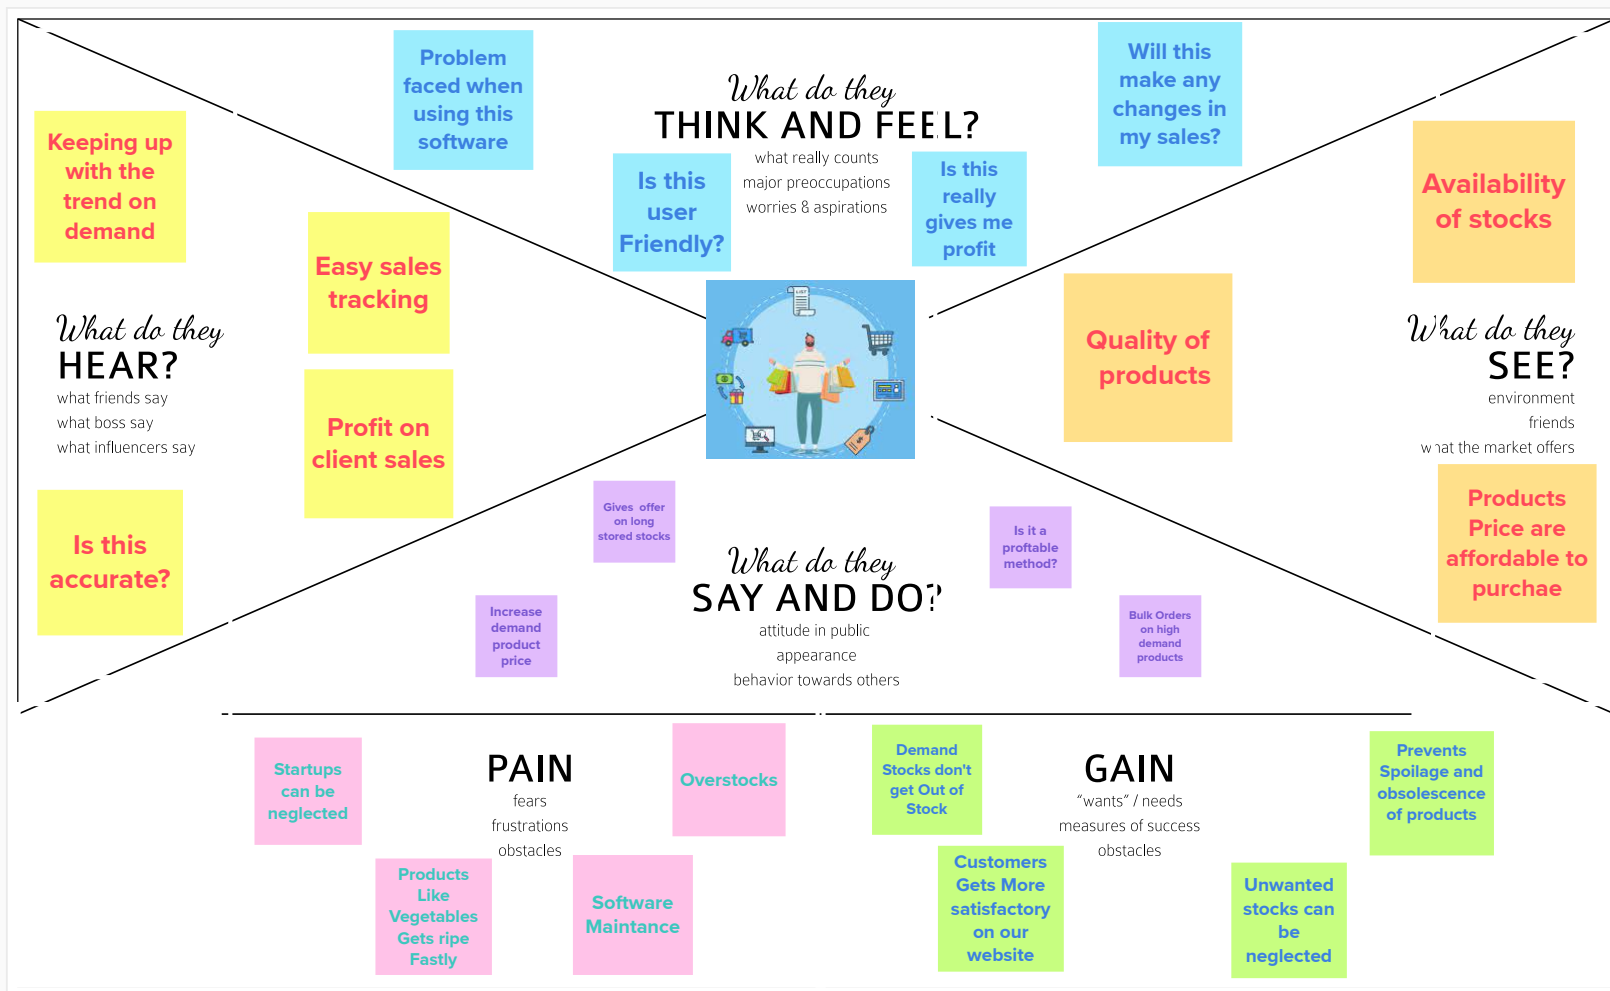 Problem
faced when
using this
software
What do they
THINK AND FEEL?
what really counts
major preoccupations
worries & aspirations
Is this
user
Friendly?
Is this
really
gives me
profit
Will this
make any
changes in
my sales?
Keeping up
with the
trend on
demand
Easy sales
tracking
What do they
HEAR?
what friends say
what boss say
what influencers say
Profit on
client sales
Is this
accurate?
Availability
of stocks
Quality of
products
What do they
SEE?
environment
friends
what the market offers
Products
Price are
affordable to
purchae
Gives offer
on long
stored stocks
Increase
demand
product
price
What do they
SAY AND DO?
attitude in public
appearance
behavior towards others
Is it a
proftable
method?
Bulk Orders
on high
demand
products
Startups
can be
neglected
PAIN
fears
frustrations
obstacles
Overstocks
Products
Like
Vegetables
Gets ripe
Fastly
Software
Maintance
Demand
Stocks don't
get Out of
Stock
GAIN
"wants" / needs
measures of success
obstacles
Prevents
Spoilage and
obsolescence
of products
Customers
Gets More
satisfactory
on our
website
Unwanted
stocks can
be
neglected